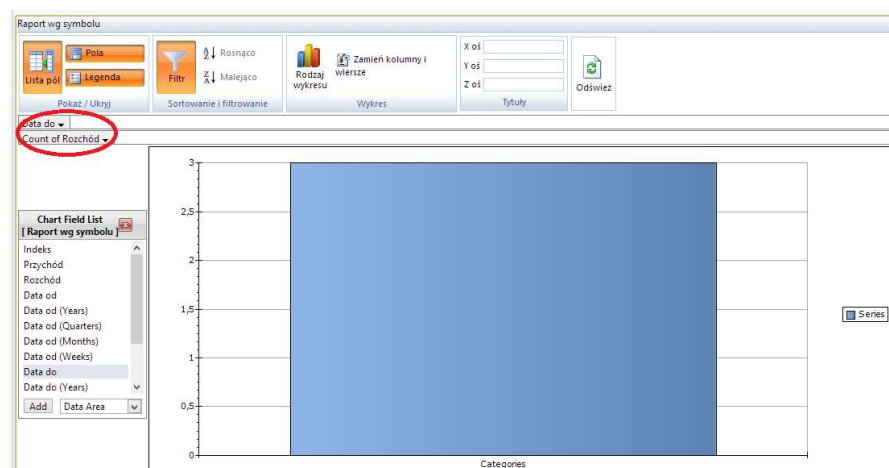 Raport wg symbolu
Lista pól
Pola
Legenda
Pokaż / Ukryj
Filtr
Rosnąco
Malejąco
Sortowanie i filtrowanie
Rodzaj
wykresu
Zamień kolumny i
wiersze
Wykres
X oś
Y oś
Z oś
Tytuły
Odśwież
Data do
Count of Rozchód
3
2,5
2
1,5
1
0,5
0
Categories
Series
Chart Field List
[ Raport wg symbolu ]
Indeks
Przychód
Rozchód
Data od
Data od (Years)
Data od (Quarters)
Data od (Months)
Data od (Weeks)
Data do
Data do (Years)
Add
Data Area